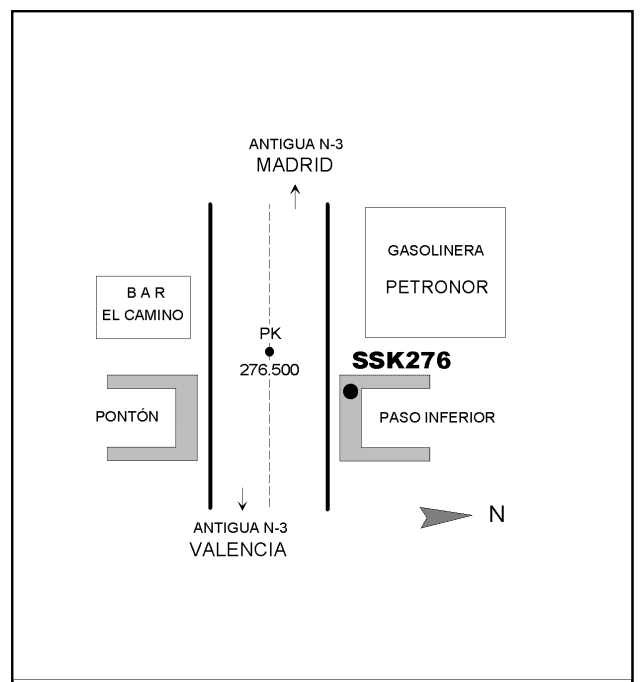 ANTIGUA N-3
MADRID
GASOLINERA
PETRONOR
B A R
EL CAMINO
PK
276.500
SSK276
PONTÓN
PASO INFERIOR
N
ANTIGUA N-3
VALENCIA